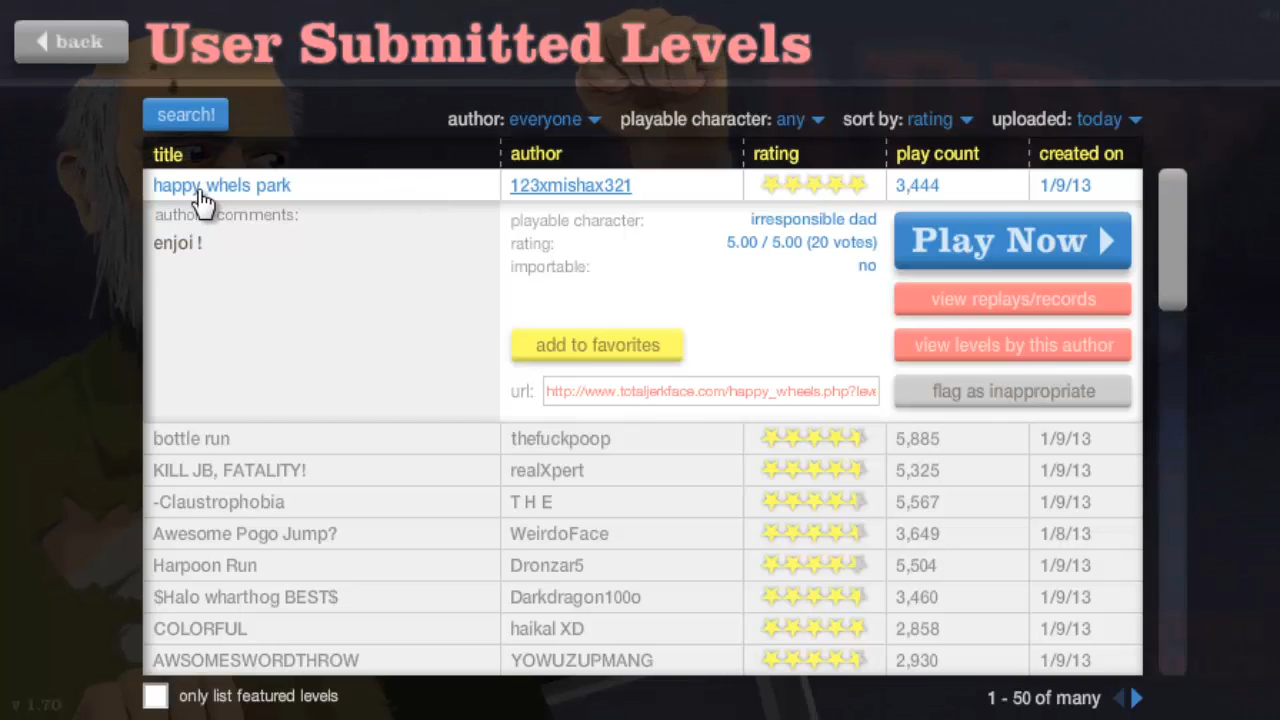 back
User Submitted Levels
search!
author: everyone playable character: any sort by: rating uploaded: today
title author rating play count created on
happy whels park 123xmishax321 3,444 1/9/13
author comments:
enjoi !
playable character: irresponsible dad
rating: 5.00 / 5.00 (20 votes)
importable: no
Play Now
view replays/records
add to favorites
view levels by this author
url: http://www.totaljerkface.com/happy_wheels.php?leve
flag as inappropriate
bottle run thefuckpoop 5,885 1/9/13
KILL JB, FATALITY! realXpert 5,325 1/9/13
-Claustrophobia T H E 5,567 1/9/13
Awesome Pogo Jump? WeirdoFace 3,649 1/8/13
Harpoon Run Dronzar5 5,504 1/9/13
$Halo wharthog BEST$ Darkdragon100o 3,460 1/9/13
COLORFUL haikal XD 2,858 1/9/13
AWSOMESWORDTHROW YOWUZUPMANG 2,930 1/9/13
only list featured levels
1 - 50 of many
v 1.70